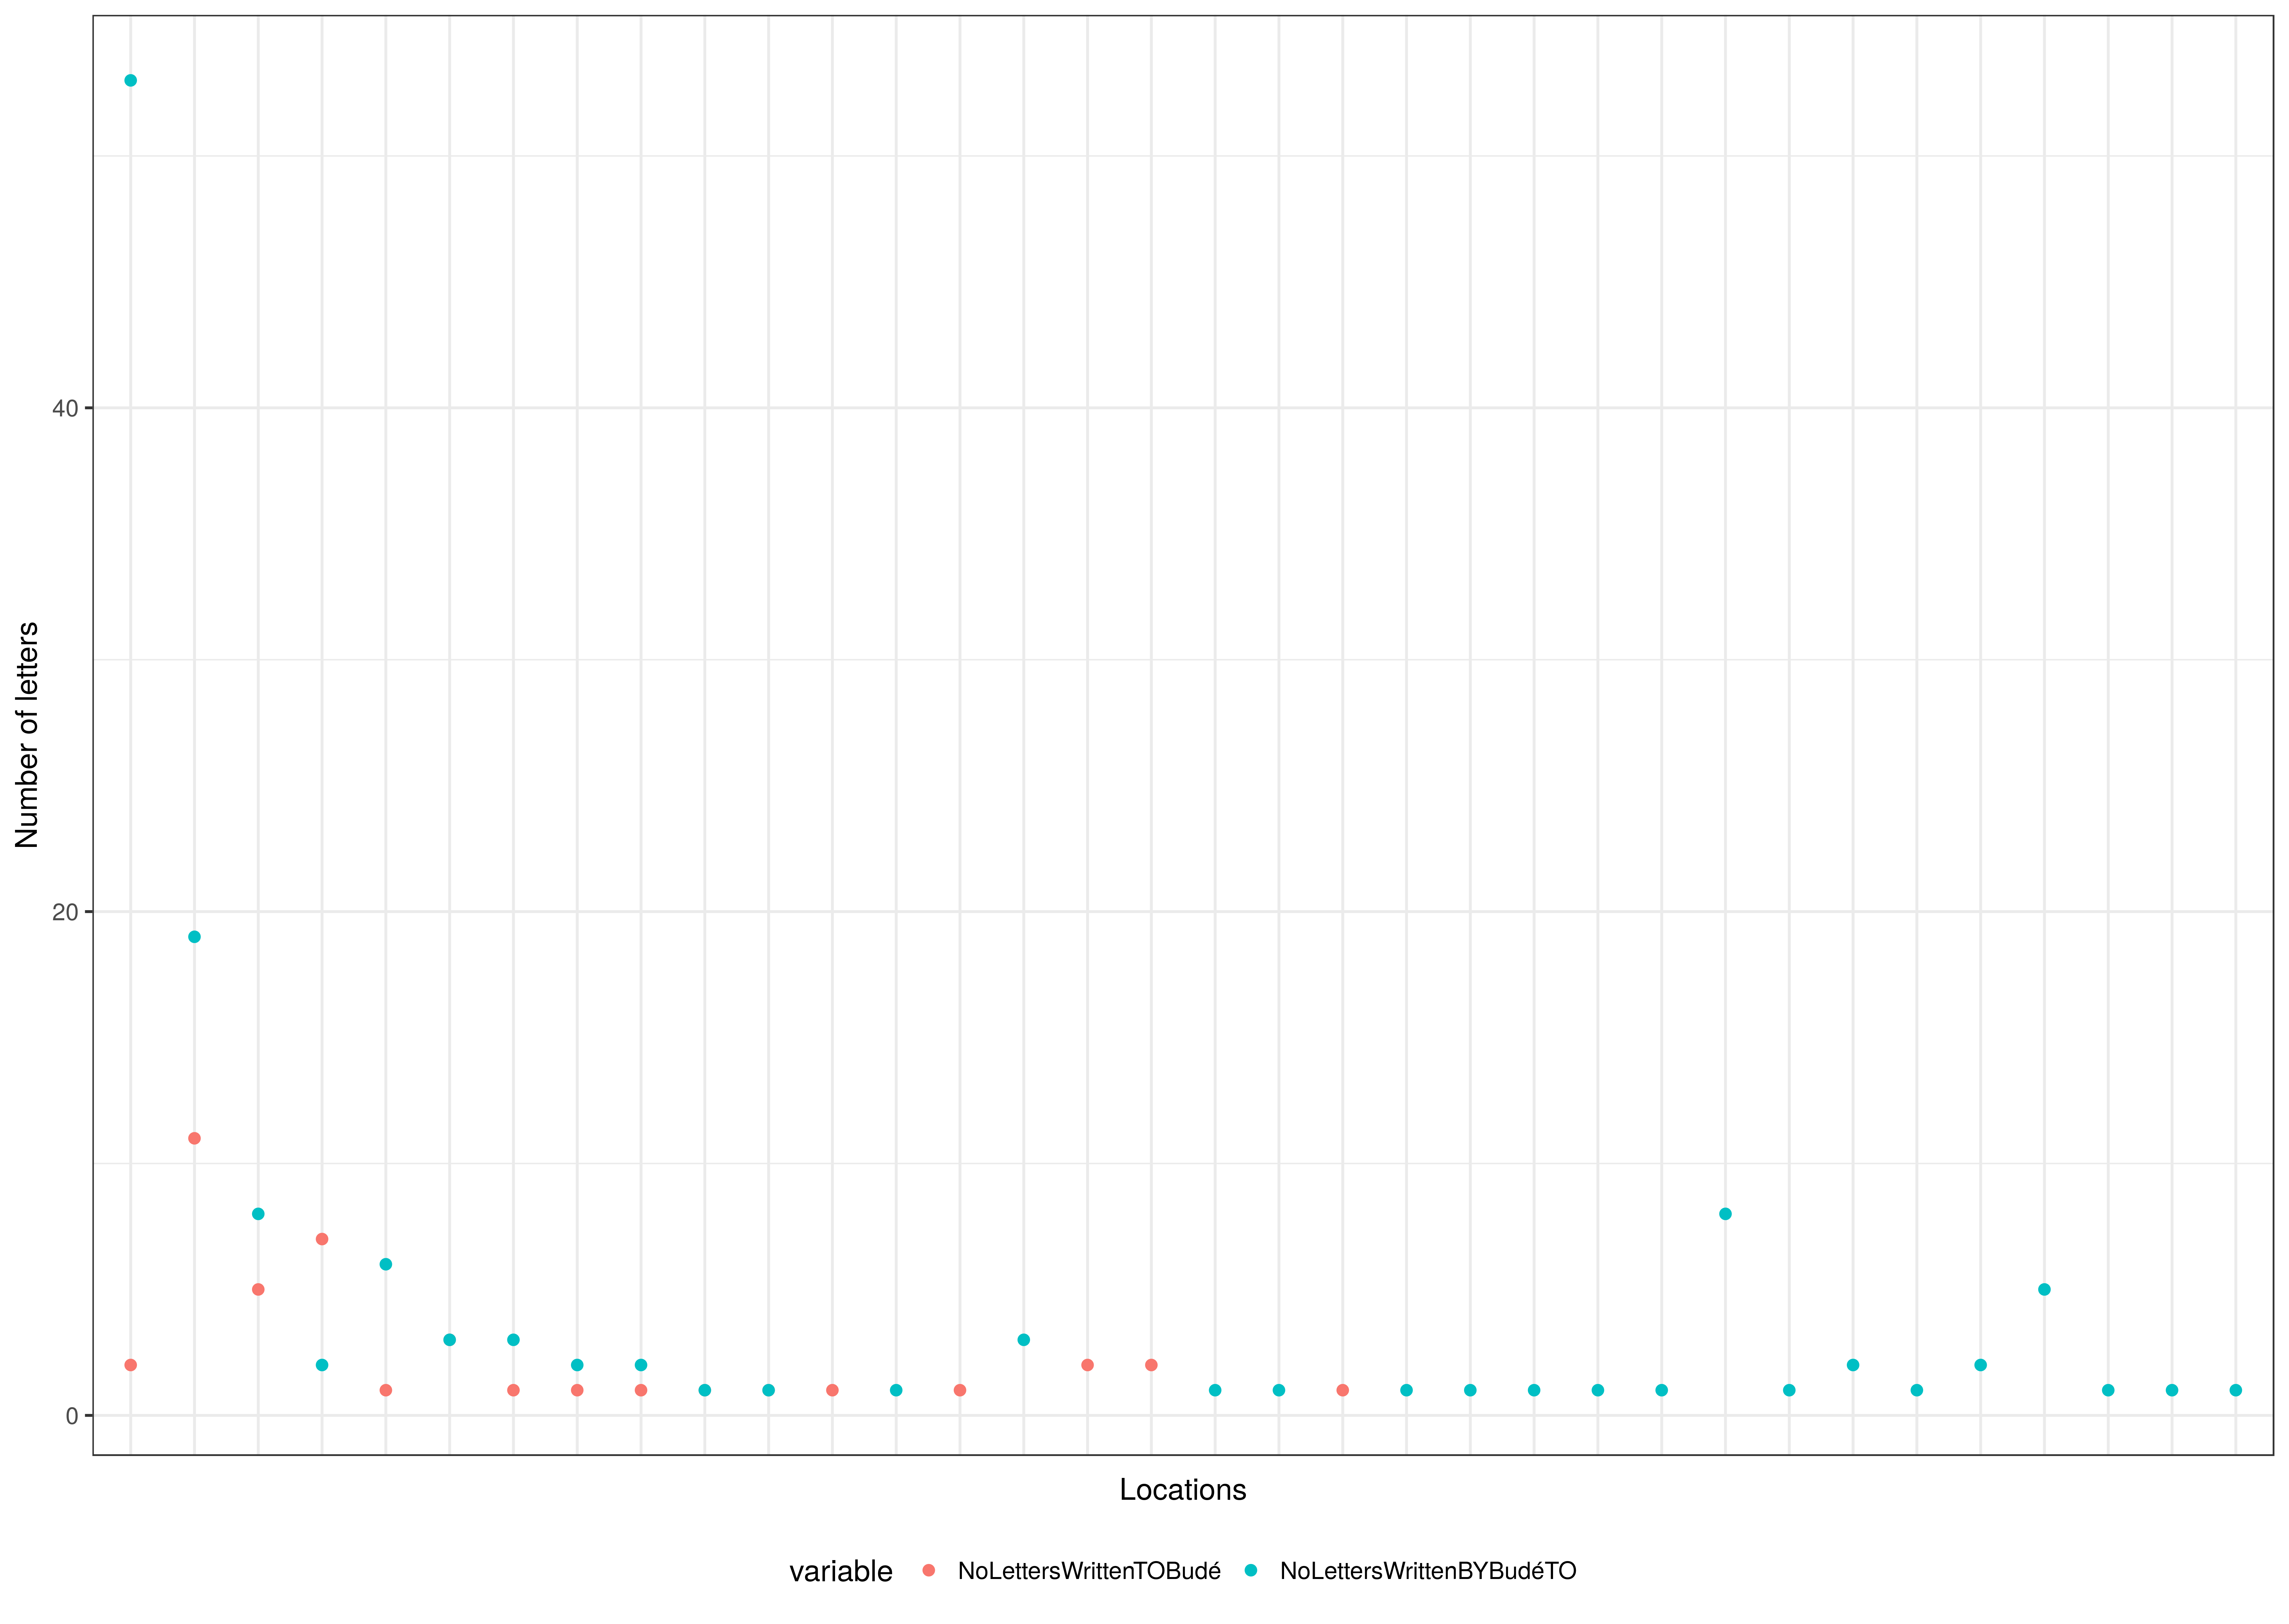 Number of letters
40
20
0
Locations
variable NoLettersWrittenTOBudé NoLettersWrittenBYBudéTO